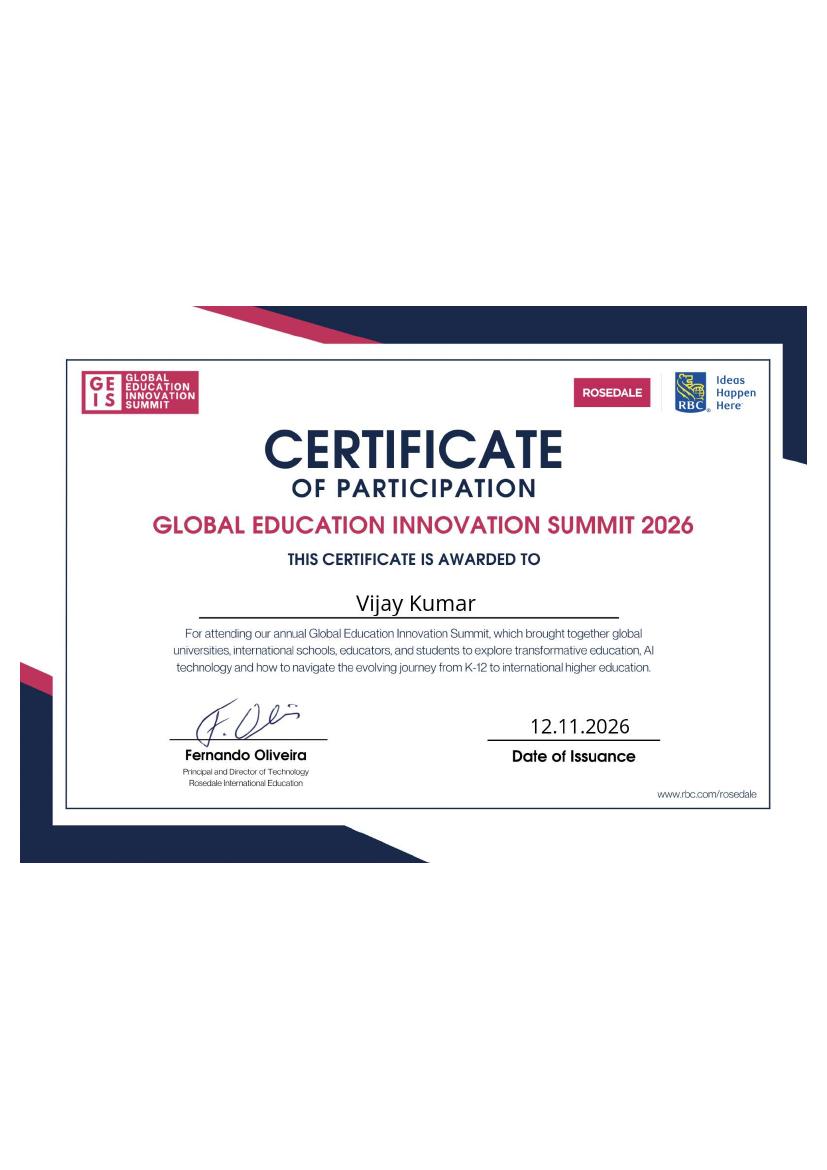 GE
IS
GLOBAL
EDUCATION
INNOVATION
SUMMIT
ROSEDALE
RBC®
Ideas
Happen
Here
CERTIFICATE
OF PARTICIPATION
GLOBAL EDUCATION INNOVATION SUMMIT 2026
THIS CERTIFICATE IS AWARDED TO
Vijay Kumar
For attending our annual Global Education Innovation Summit, which brought together global
universities, international schools, educators, and students to explore transformative education, AI
technology and how to navigate the evolving journey from K-12 to international higher education.
F. Oli
Fernando Oliveira
Principal and Director of Technology
Rosedale International Education
12.11.2026
Date of Issuance
www.rbc.com/rosedale